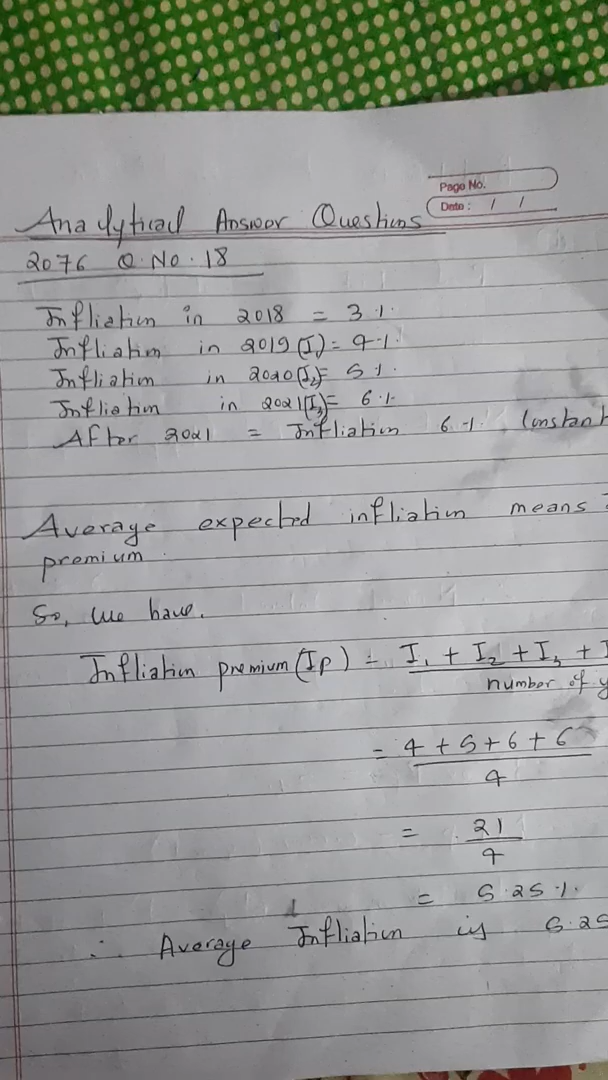 Page No.
Date: / /
Analytical Answer Questions
2076 Q. No. 18
Infliation in 2018 = 3%.
Infliation in 2019 (I1) = 4%.
Infliation in 2020 (I2) = 5%.
Infliation in 2021 (I3) = 6%.
After 2021 = Infliation 6%. Constant
Average expected infliation means
premium.
So, we have,
Infliation premium (Ip) = I1 + I2 + I3 + I
number of y
= 4 + 5 + 6 + 6
4
= 21
4
= 5.25%.
∴ Average Infliation is 5.25